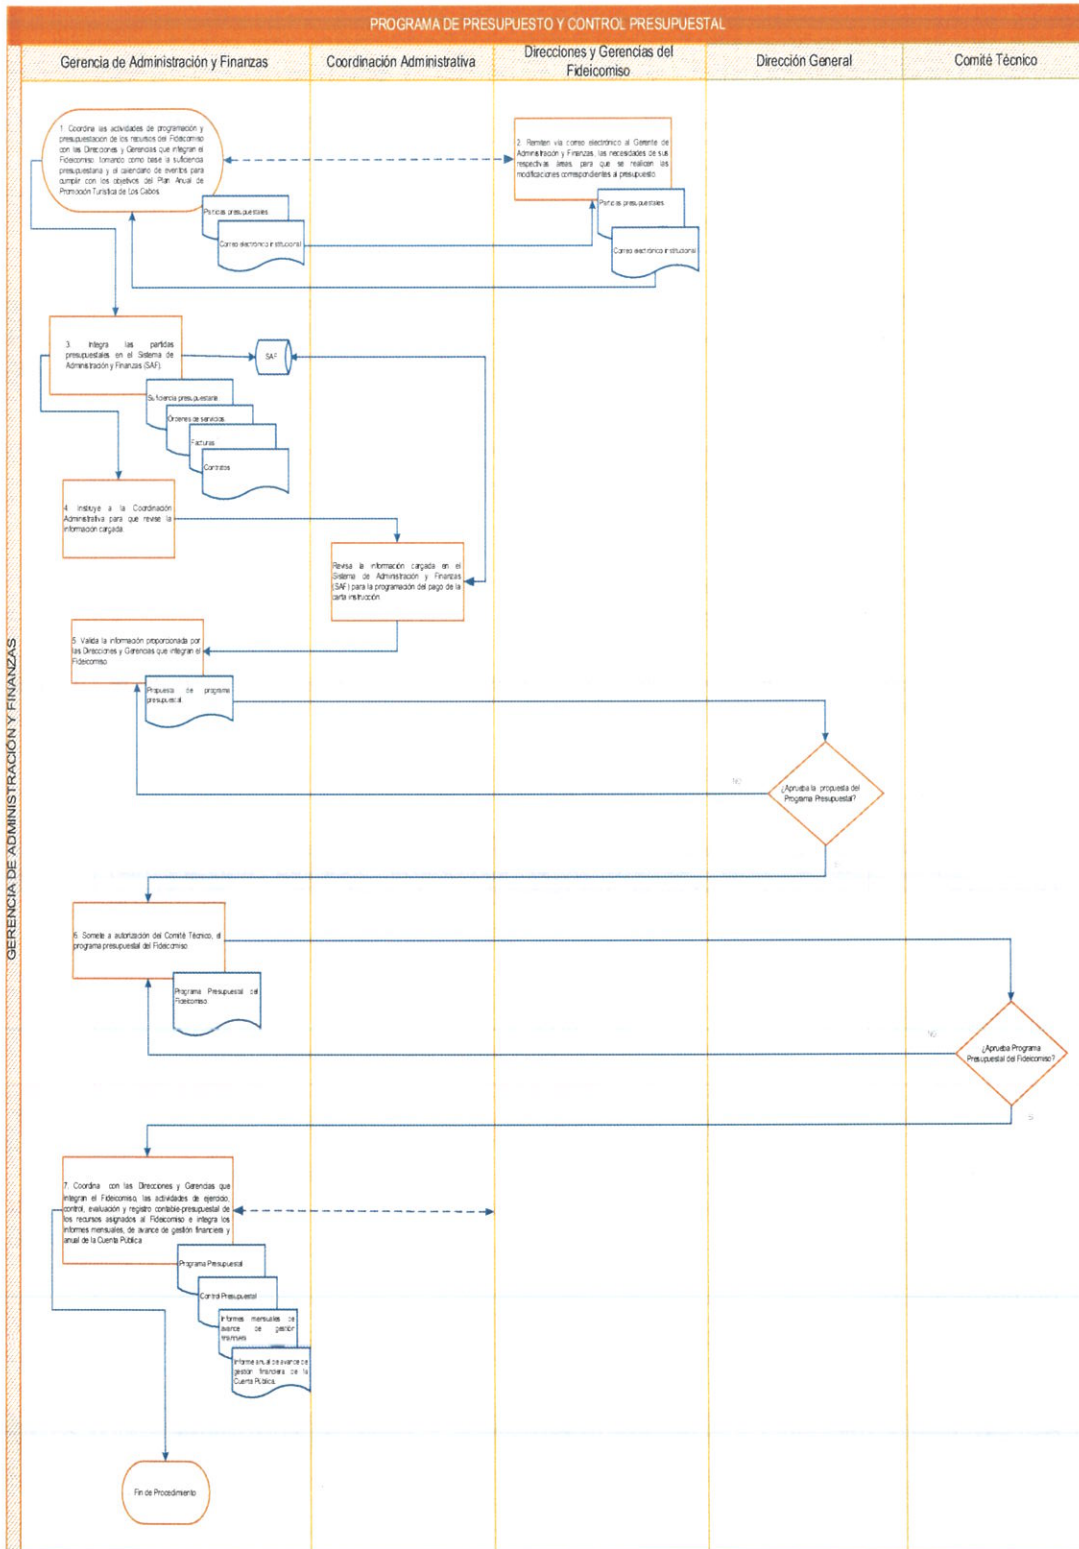 PROGRAMA DE PRESUPUESTO Y CONTROL PRESUPUESTAL
Gerencia de Administración y Finanzas
Coordinación Administrativa
Direcciones y Gerencias del
Fideicomiso
Dirección General
Comité Técnico
GERENCIA DE ADMINISTRACIÓN Y FINANZAS
1. Coordina las actividades de programación y
presupuestación de los recursos del Fideicomiso
con las Direcciones y Gerencias que integran el
Fideicomiso, tomando como base la suficiencia
presupuestaria y el calendario de eventos para
cumplir con los objetivos del Plan Anual de
Promoción Turística de Los Cabos.
Partidas presupuestales
Correo electrónico institucional
2. Remiten vía correo electrónico al Gerente de
Administración y Finanzas, las necesidades de sus
respectivas áreas, para que se realicen las
modificaciones correspondientes al presupuesto.
Partidas presupuestales
Correo electrónico institucional
3. Integra las partidas
presupuestales en el Sistema de
Administración y Finanzas (SAF).
SAF
Suficiencia presupuestaria
Órdenes de servicios
Facturas
Contratos
4. Instruye a la Coordinación
Administrativa para que revise la
información cargada.
Revisa la información cargada en el
Sistema de Administración y Finanzas
(SAF) para la programación del pago de la
carta instrucción.
5. Valida la información proporcionada por
las Direcciones y Gerencias que integran el
Fideicomiso
Propuesta de programa
presupuestal
¿Aprueba la propuesta del
Programa Presupuestal?
NO
6. Somete a autorización del Comité Técnico, el
programa presupuestal del Fideicomiso
Programa Presupuestal del
Fideicomiso
¿Aprueba Programa
Presupuestal del Fideicomiso?
NO
7. Coordina con las Direcciones y Gerencias que
integran el Fideicomiso, las actividades de ejercicio,
control, evaluación y registro contable-presupuestal de
los recursos asignados al Fideicomiso e integra los
informes mensuales, de avance de gestión financiera y
anual de la Cuenta Pública
Programa Presupuestal
Control Presupuestal
Informes mensuales de
avance de gestión
financiera
Informe anual de avance de
gestión financiera de la
Cuenta Pública.
Fin de Procedimiento